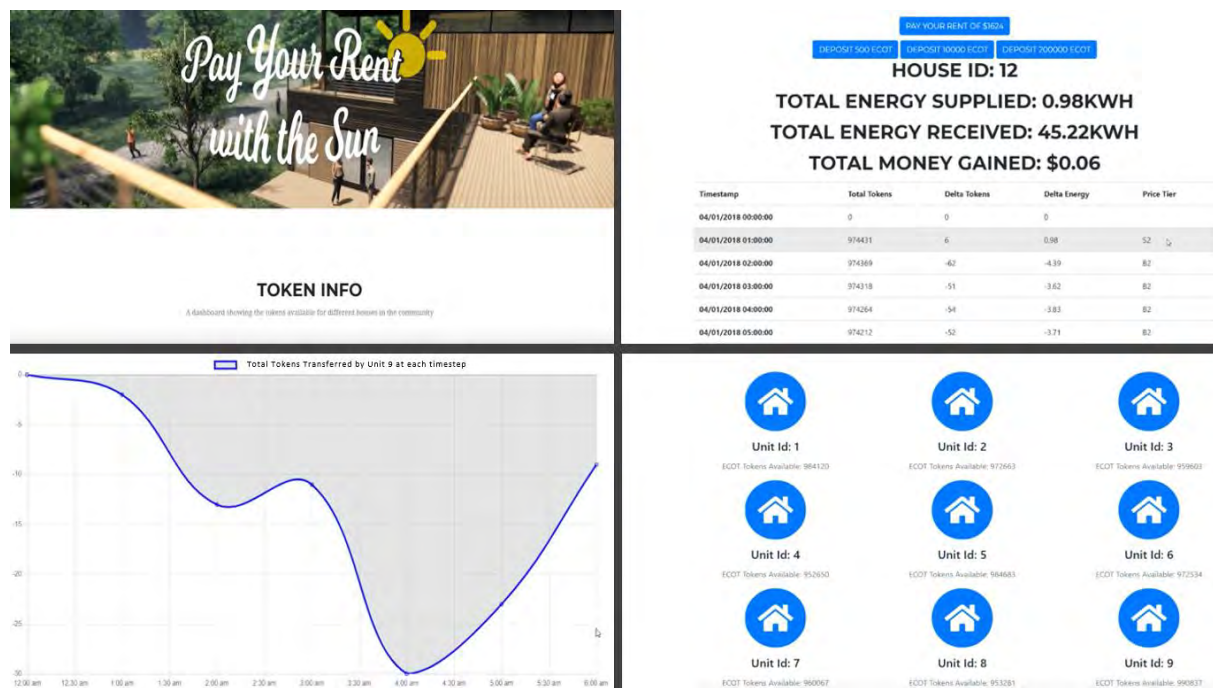 Pay Your Rent
with the Sun
TOKEN INFO
A dashboard showing the tokens available for different houses in the community
PAY YOUR RENT OF $1624
DEPOSIT 500 ECOT DEPOSIT 10000 ECOT DEPOSIT 200000 ECOT
HOUSE ID: 12
TOTAL ENERGY SUPPLIED: 0.98KWH
TOTAL ENERGY RECEIVED: 45.22KWH
TOTAL MONEY GAINED: $0.06
Timestamp Total Tokens Delta Tokens Delta Energy Price Tier
04/01/2018 00:00:00 0 0 0
04/01/2018 01:00:00 974431 6 0.98 S2
04/01/2018 02:00:00 974369 -62 -4.39 B2
04/01/2018 03:00:00 974318 -51 -3.62 B2
04/01/2018 04:00:00 974264 -54 -3.83 B2
04/01/2018 05:00:00 974212 -52 -3.71 B2
Total Tokens Transferred by Unit 9 at each timestep
0
-5
-10
-15
-20
-25
-30
12:00 am 12:30 am 1:00 am 1:30 am 2:00 am 2:30 am 3:00 am 3:30 am 4:00 am 4:30 am 5:00 am 5:30 am 6:00 am
Unit Id: 1 Unit Id: 2 Unit Id: 3
ECOT Tokens Available: 984120 ECOT Tokens Available: 972663 ECOT Tokens Available: 959603
Unit Id: 4 Unit Id: 5 Unit Id: 6
ECOT Tokens Available: 952650 ECOT Tokens Available: 984683 ECOT Tokens Available: 972534
Unit Id: 7 Unit Id: 8 Unit Id: 9
ECOT Tokens Available: 960067 ECOT Tokens Available: 953281 ECOT Tokens Available: 990837